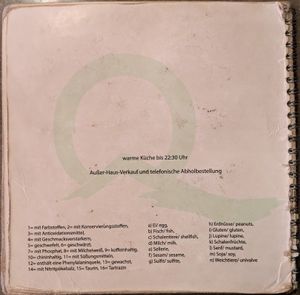 warme Küche bis 22:30 Uhr
Außer-Haus-Verkauf und telefonische Abholbestellung
1= mit Farbstoffen, 2= mit Konservierungsstoffen,
3= mit Antioxidationsmittel,
4= mit Geschmacksverstärkern,
5= geschwefelt, 6= geschwärzt,
7= mit Phosphat, 8= mit Milcheiweiß, 9= koffeinhaltig,
10= chininhaltig, 11= mit Süßungsmitteln,
12= enthält eine Phenylalaninquelle, 13= gewachst,
14= mit Nitritpökelsalz, 15= Taurin, 16= Tartrazin
a) Ei/ egg,
b) Fisch/ fish,
c) Schalentiere/ shellfish,
d) Milch/ milk,
e) Sellerie,
f) Sesam/ sesame,
g) Sulfit/ sulfite,
h) Erdnüsse/ peanuts,
i) Gluten/ gluten,
j) Lupine/ lupine,
k) Schalenfrüchte,
l) Senf/ mustard,
m) Soja/ soy,
n) Weichtiere/ univalve